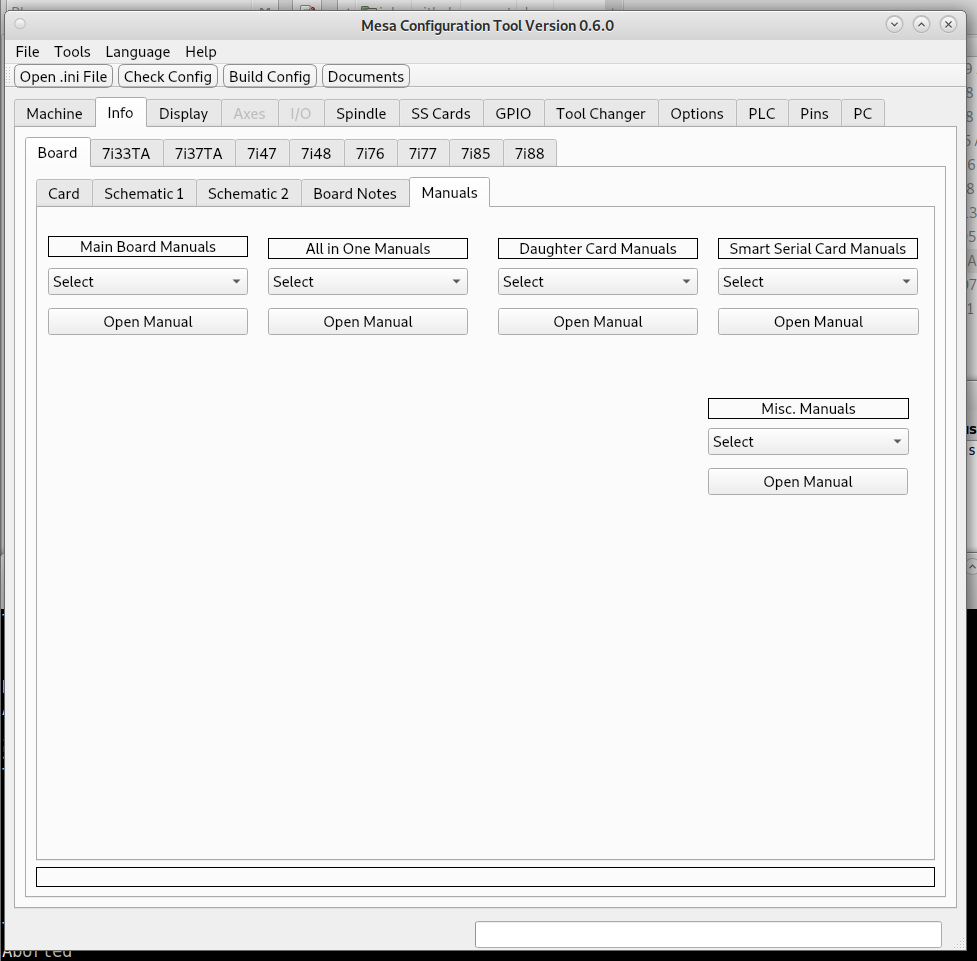 Mesa Configuration Tool Version 0.6.0
File Tools Language Help
Open .ini File Check Config Build Config Documents
Machine Info Display Axes I/O Spindle SS Cards GPIO Tool Changer Options PLC Pins PC
Board 7i33TA 7i37TA 7i47 7i48 7i76 7i77 7i85 7i88
Card Schematic 1 Schematic 2 Board Notes Manuals
Main Board Manuals All in One Manuals Daughter Card Manuals Smart Serial Card Manuals
Select Select Select Select
Open Manual Open Manual Open Manual Open Manual
Misc. Manuals
Select
Open Manual
Aborted